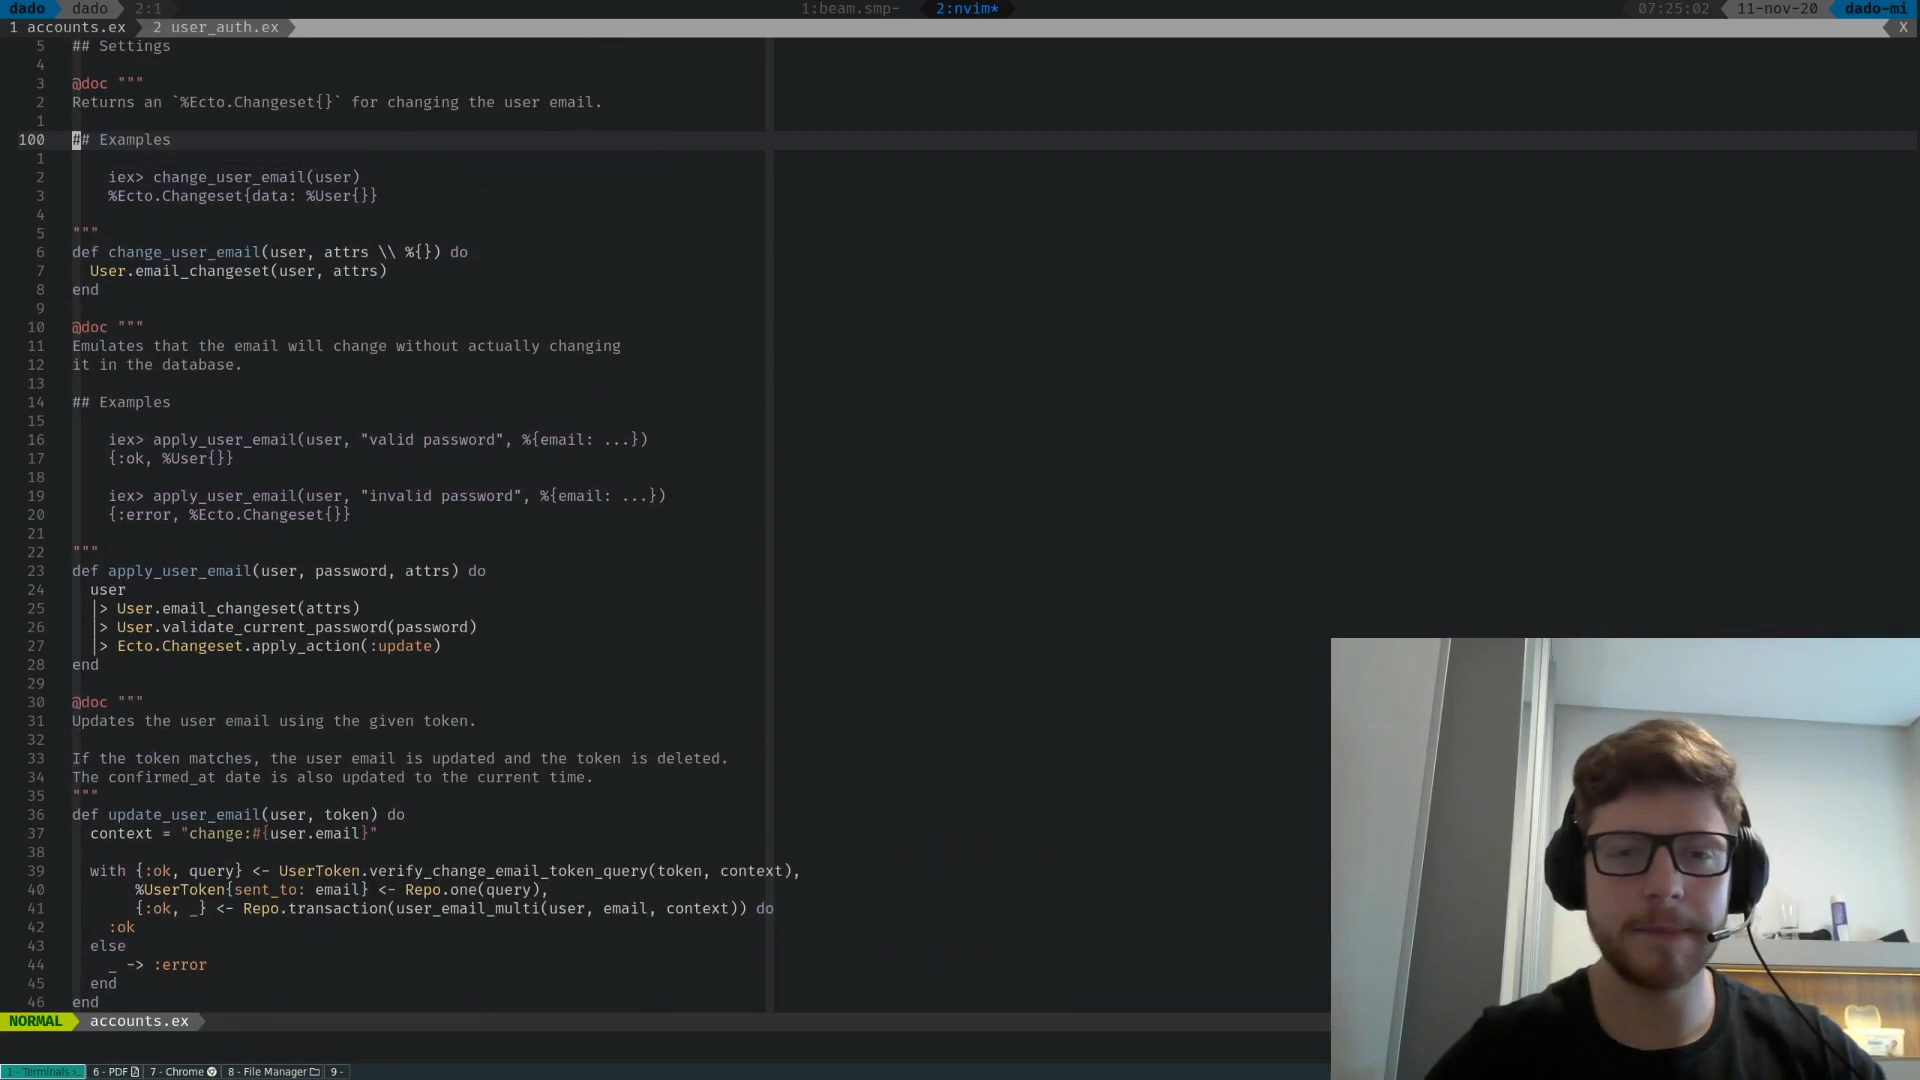 dado dado 2:1 1:beam.smp- 2:nvim* 07:25:02 11-nov-20 dado-mi
1 accounts.ex 2 user_auth.ex X
5 ## Settings
4
3 @doc """
2 Returns an `%Ecto.Changeset{}` for changing the user email.
1
100 ## Examples
1
2 iex> change_user_email(user)
3 %Ecto.Changeset{data: %User{}}
4
5 """
6 def change_user_email(user, attrs \\ %{}) do
7 User.email_changeset(user, attrs)
8 end
9
10 @doc """
11 Emulates that the email will change without actually changing
12 it in the database.
13
14 ## Examples
15
16 iex> apply_user_email(user, "valid password", %{email: ...})
17 {:ok, %User{}}
18
19 iex> apply_user_email(user, "invalid password", %{email: ...})
20 {:error, %Ecto.Changeset{}}
21
22 """
23 def apply_user_email(user, password, attrs) do
24 user
25 |> User.email_changeset(attrs)
26 |> User.validate_current_password(password)
27 |> Ecto.Changeset.apply_action(:update)
28 end
29
30 @doc """
31 Updates the user email using the given token.
32
33 If the token matches, the user email is updated and the token is deleted.
34 The confirmed_at date is also updated to the current time.
35 """
36 def update_user_email(user, token) do
37 context = "change:#{user.email}"
38
39 with {:ok, query} <- UserToken.verify_change_email_token_query(token, context),
40 %UserToken{sent_to: email} <- Repo.one(query),
41 {:ok, _} <- Repo.transaction(user_email_multi(user, email, context)) do
42 :ok
43 else
44 _ -> :error
45 end
46 end
NORMAL accounts.ex
1 - Terminals 6 - PDF 7 - Chrome 8 - File Manager 9 -